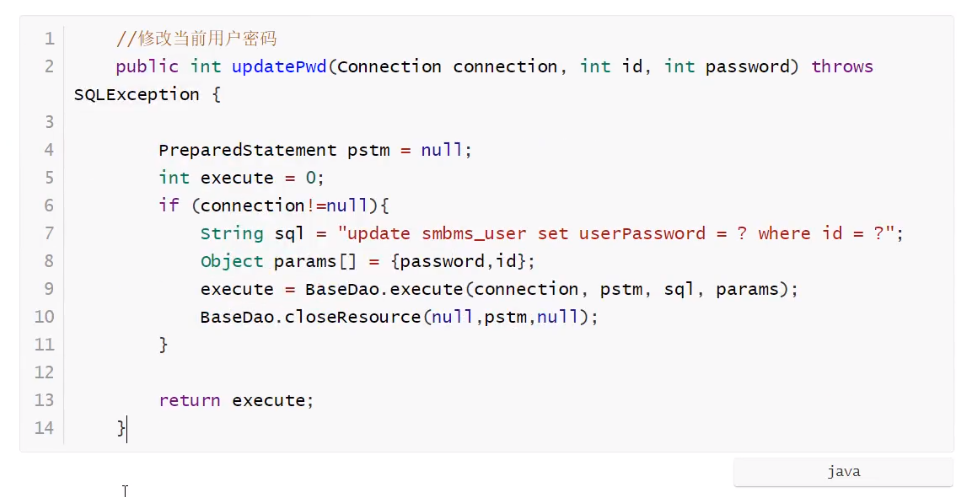 1 //修改当前用户密码
2 public int updatePwd(Connection connection, int id, int password) throws
SQLException {
3
4 PreparedStatement pstm = null;
5 int execute = 0;
6 if (connection!=null){
7 String sql = "update smbms_user set userPassword = ? where id = ?";
8 Object params[] = {password,id};
9 execute = BaseDao.execute(connection, pstm, sql, params);
10 BaseDao.closeResource(null,pstm,null);
11 }
12
13 return execute;
14 }
java